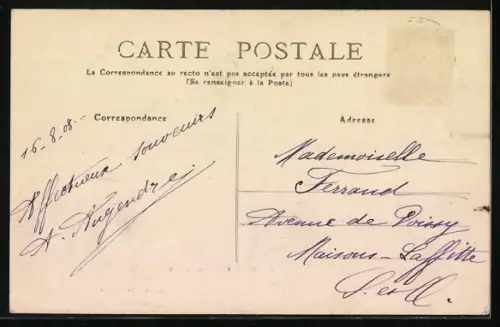 CARTE POSTALE
La Correspondance au recto n'est pas acceptée par tous les pays étrangers
(Se renseigner à la Poste)
Correspondance
Adresse
16-8-08-
Affectueux souvenirs
A.
Mademoiselle
Ferraud
Avenue de Poissy
Maisons-Laffitte
S. et O.